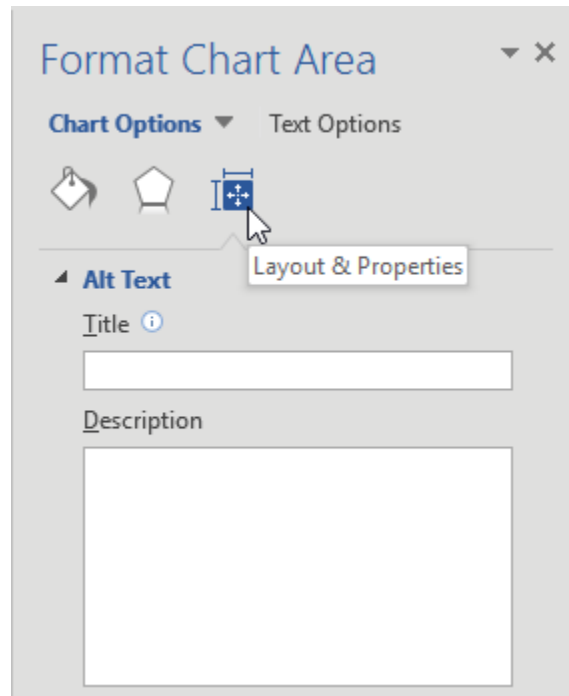 Format Chart Area
Chart Options Text Options
Layout & Properties
Alt Text
Title
Description